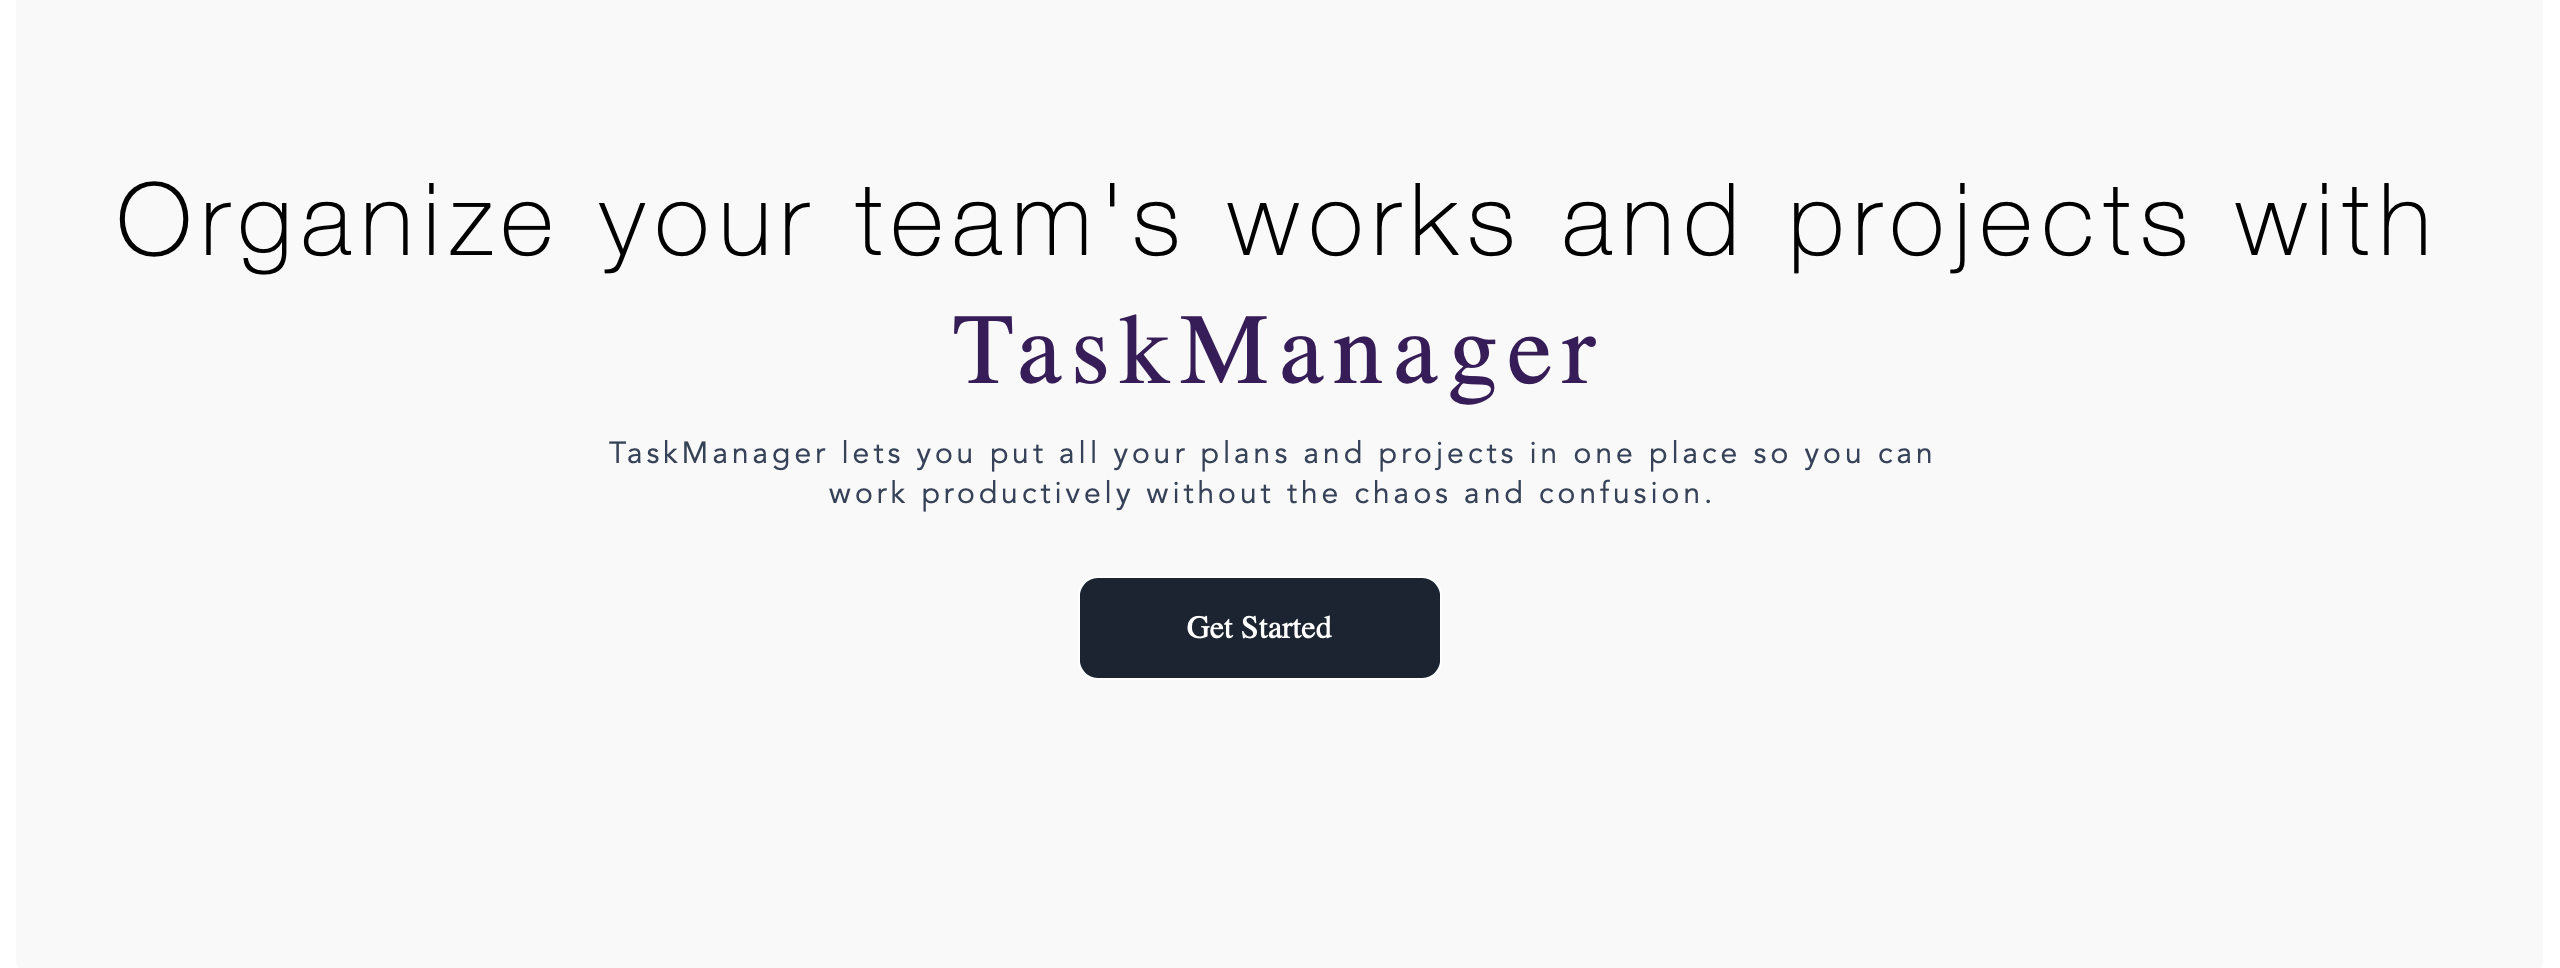 Organize your team's works and projects with
TaskManager
TaskManager lets you put all your plans and projects in one place so you can
work productively without the chaos and confusion.
Get Started